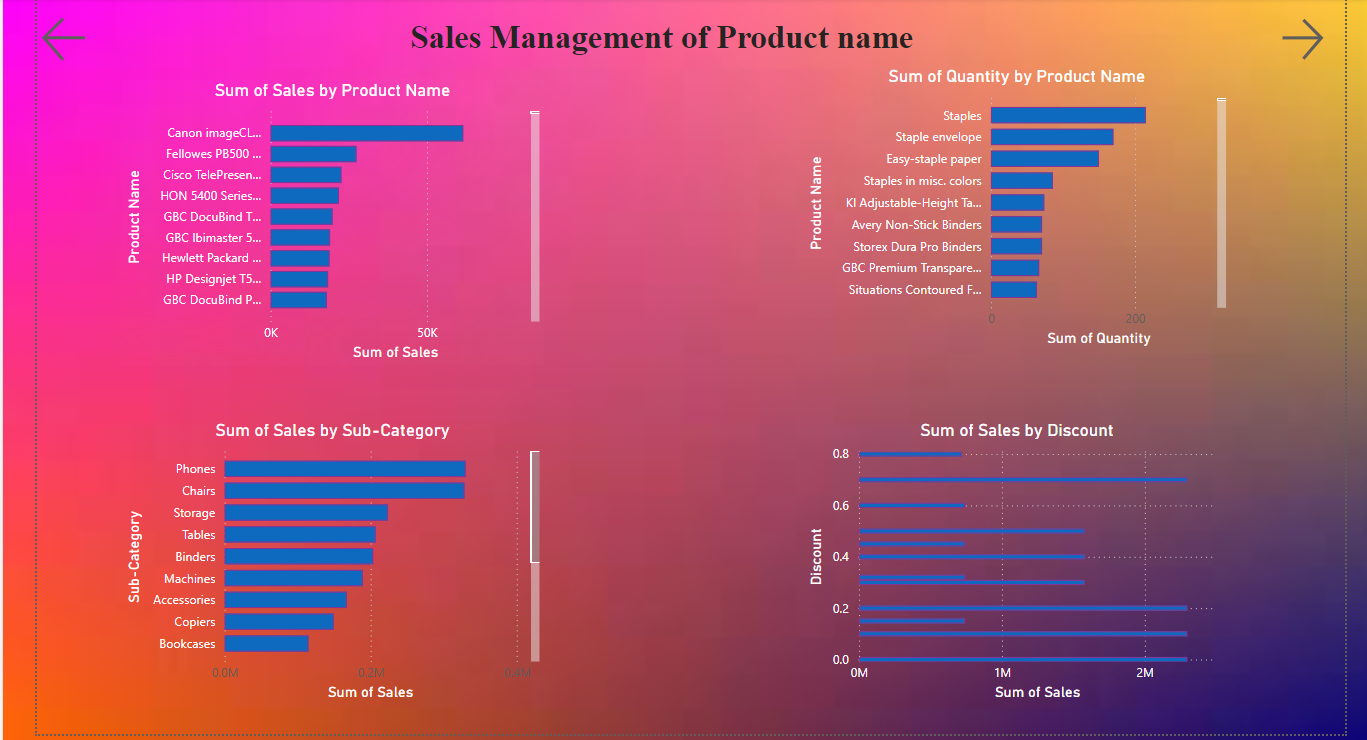 Sales Management of Product name
Sum of Sales by Product Name
Product Name
Canon imageCL...
Fellowes PB500 ...
Cisco TelePresen...
HON 5400 Series...
GBC DocuBind T...
GBC Ibimaster 5...
Hewlett Packard ...
HP Designjet T5...
GBC DocuBind P...
0K 50K
Sum of Sales
Sum of Quantity by Product Name
Product Name
Staples
Staple envelope
Easy-staple paper
Staples in misc. colors
KI Adjustable-Height Ta...
Avery Non-Stick Binders
Storex Dura Pro Binders
GBC Premium Transpare...
Situations Contoured F...
0 200
Sum of Quantity
Sum of Sales by Sub-Category
Sub-Category
Phones
Chairs
Storage
Tables
Binders
Machines
Accessories
Copiers
Bookcases
0.0M 0.2M 0.4M
Sum of Sales
Sum of Sales by Discount
Discount
0.8
0.6
0.4
0.2
0.0
0M 1M 2M
Sum of Sales